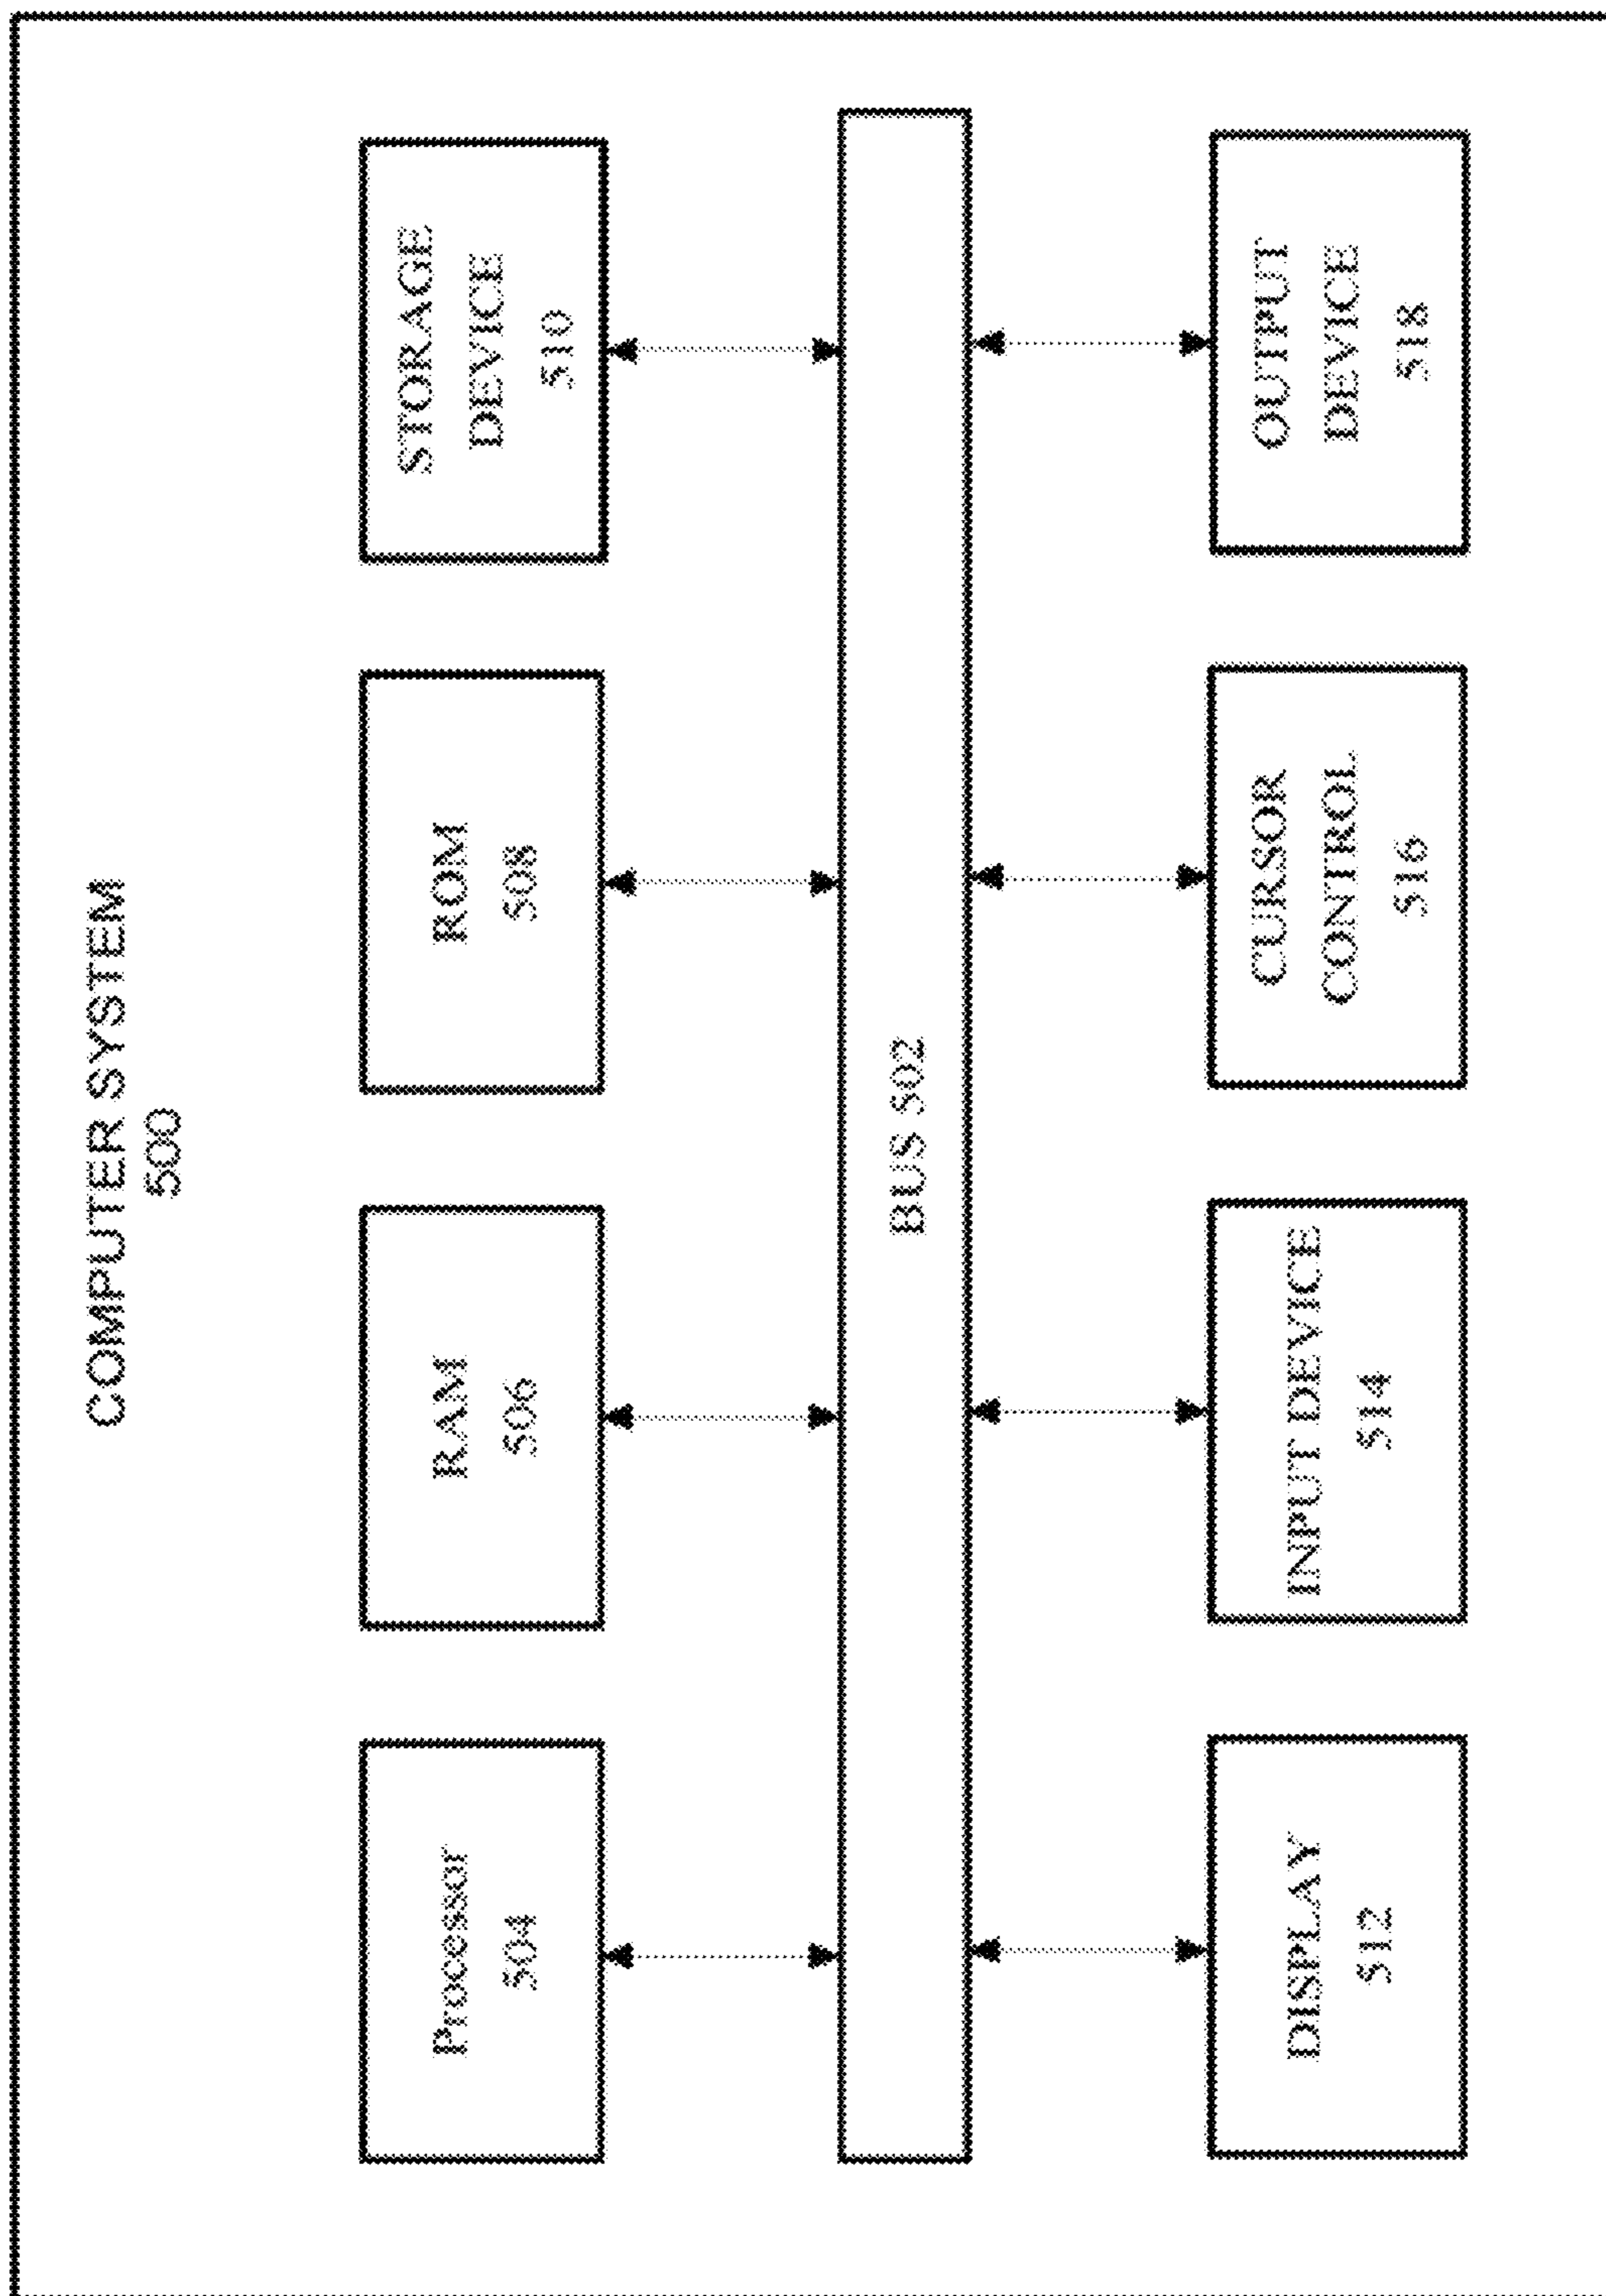 COMPUTER SYSTEM
500
Processor
504
RAM
506
ROM
508
STORAGE
DEVICE
510
BUS 502
DISPLAY
512
INPUT DEVICE
514
CURSOR
CONTROL
516
OUTPUT
DEVICE
518